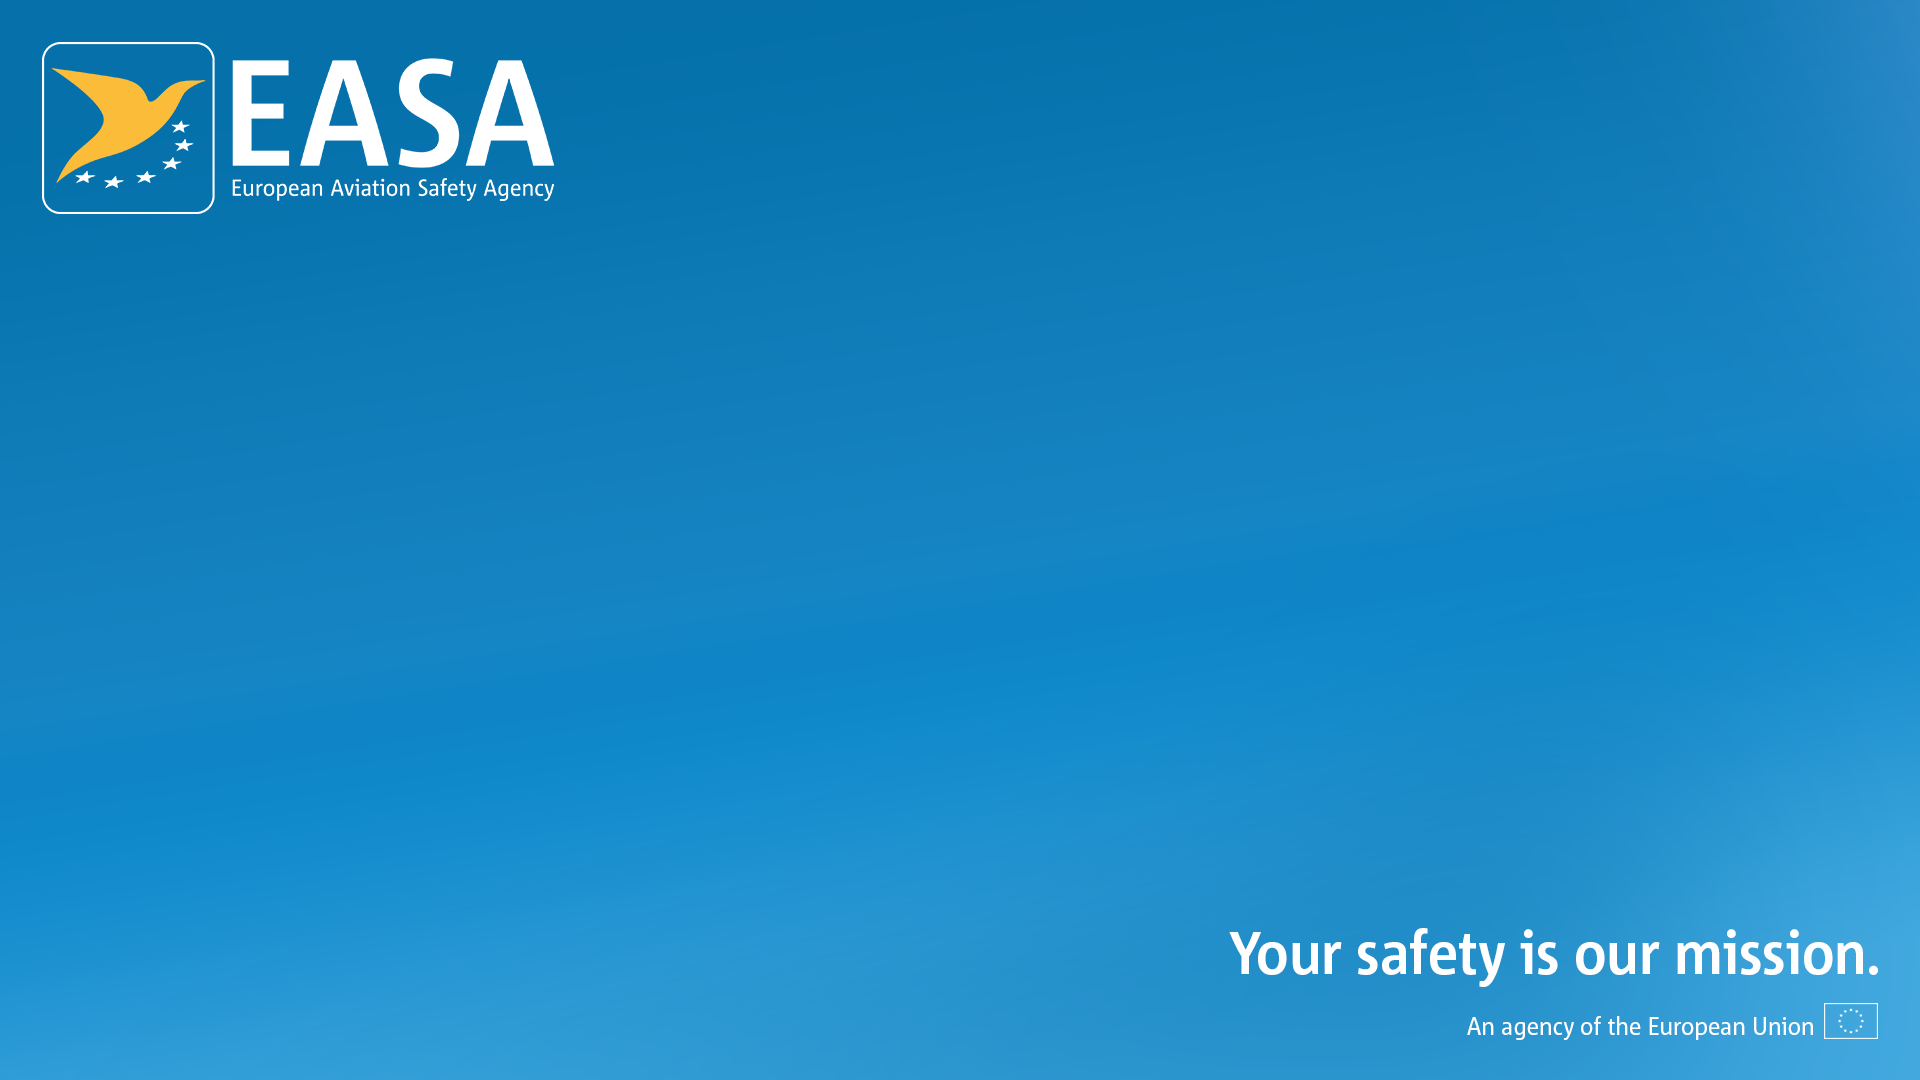 EASA
European Aviation Safety Agency
Your safety is our mission.
An agency of the European Union